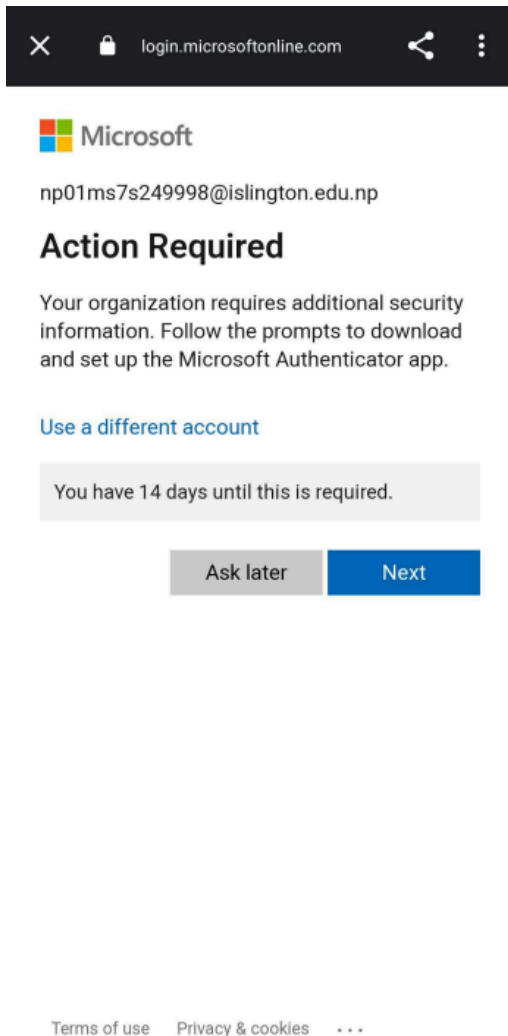 login.microsoftonline.com
Microsoft
np01ms7s249998@islington.edu.np
Action Required
Your organization requires additional security
information. Follow the prompts to download
and set up the Microsoft Authenticator app.
Use a different account
You have 14 days until this is required.
Ask later Next
Terms of use Privacy & cookies ...